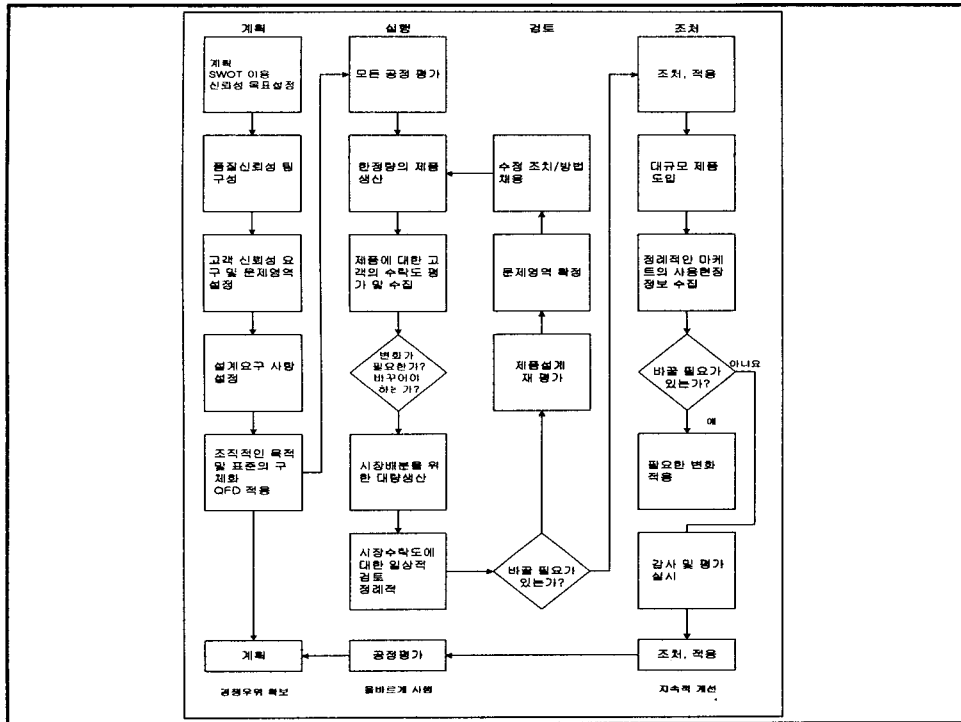 계획
실행
검토
조처
계획
SWOT 이용
신뢰성 목표설정
품질신뢰성 팀
구성
고객 신뢰성 요
구 및 문제영역
설정
설계요구 사항
설정
조직적인 목적
및 표준의 구
체화
QFD 적용
계획
경쟁우위 확보
모든 공정 평가
한정량의 제품
생산
제품에 대한 고
객의 수락도 평
가 및 수집
변화가
필요한가?
바꾸어야
하는가?
시장배분을 위
한 대량생산
시장수락도에
대한 일상적
검토
정례적
공정평가
올바르게 시행
수정 조치/방법
채용
문제영역 확정
제품설계
재 평가
바꿀 필요가
있는가?
조처, 적용
대규모 제품
도입
정례적안 마케
트의 사용현장
정보 수집
바꿀 필요가
있는가?
아니요
예
필요한 변화
적용
감사 및 평가
실시
조처, 적용
지속적 개선